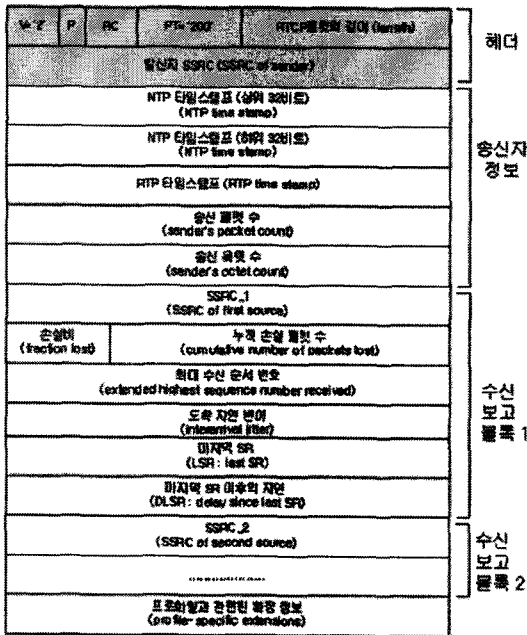 V="2" P RC PT="200" RTCP블록의 길이 (length)
헤더
발신자 SSRC (SSRC of sender)
NTP 타임스탬프 (상위 32비트)
(NTP time stamp)
NTP 타임스탬프 (하위 32비트)
(NTP time stamp)
송신자
정보
RTP 타임스탬프 (RTP time stamp)
송신 패킷 수
(sender's packet count)
송신 옥텟 수
(sender's octet count)
SSRC_1
(SSRC of first source)
손실비
(fraction lost)
누적 손실 패킷 수
(cumulative number of packets lost)
최대 수신 순서 번호
(extended highest sequence number received)
도착 지연 변이
(interarrival jitter)
수신
보고
블록 1
마지막 SR
(LSR : last SR)
마지막 SR 이후의 지연
(DLSR : delay since last SR)
SSRC_2
(SSRC of second source)
수신
보고
블록 2
프로파일과 관련된 확장 정보
(profile-specific extensions)